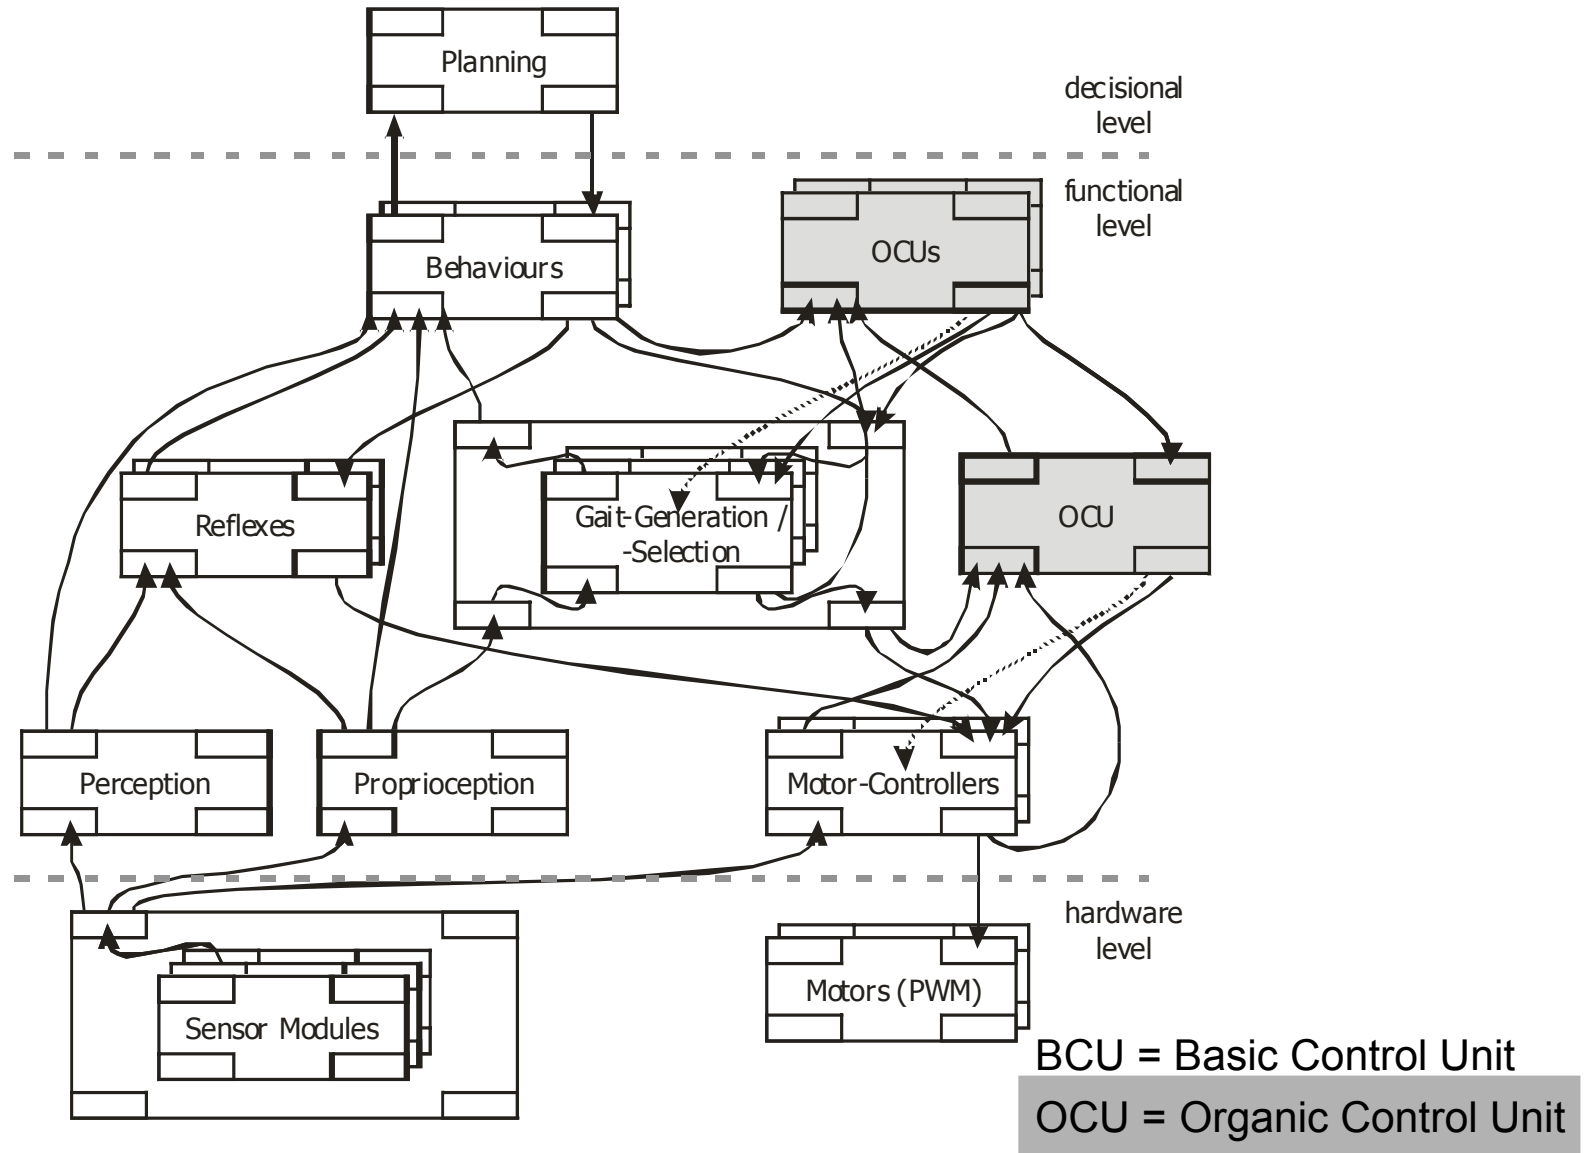 Planning
decisional
level
functional
level
Behaviours
OCUs
Reflexes
Gait-Generation /
-Selection
OCU
Perception
Proprioception
Motor-Controllers
hardware
level
Motors (PWM)
Sensor Modules
BCU = Basic Control Unit
OCU = Organic Control Unit